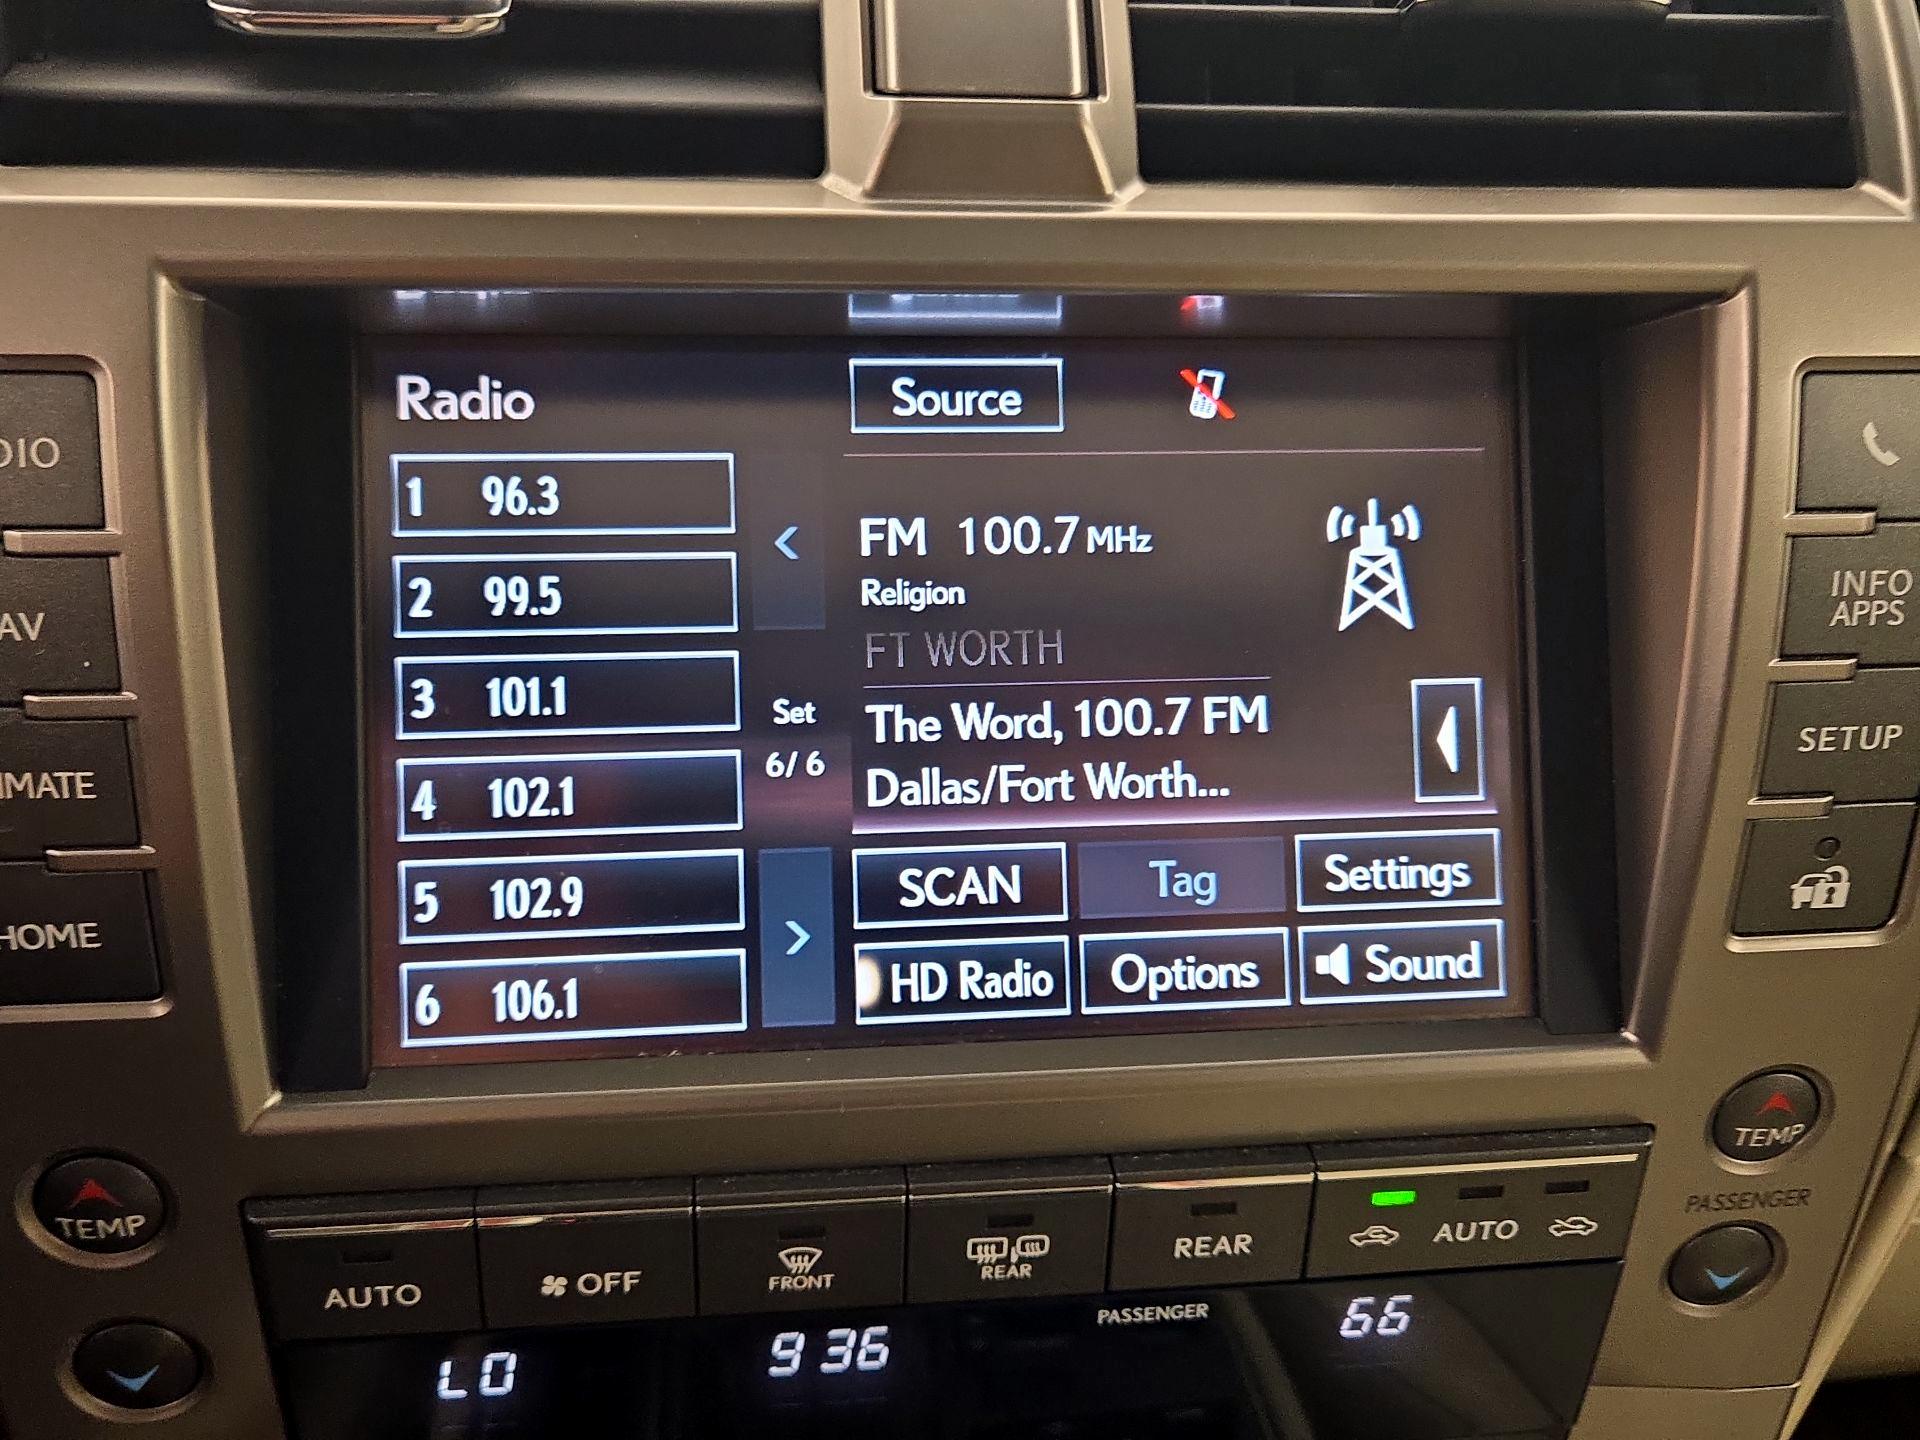 Radio
Source
1 96.3
2 99.5
3 101.1
4 102.1
5 102.9
6 106.1
<
Set
6/6
>
FM 100.7 MHz
Religion
FT WORTH
The Word, 100.7 FM
Dallas/Fort Worth...
SCAN
Tag
Settings
HD Radio
Options
Sound
DIO
AV
IMATE
HOME
INFO
APPS
SETUP
TEMP
TEMP
PASSENGER
AUTO
OFF
FRONT
REAR
REAR
AUTO
PASSENGER
LO
9 36
66